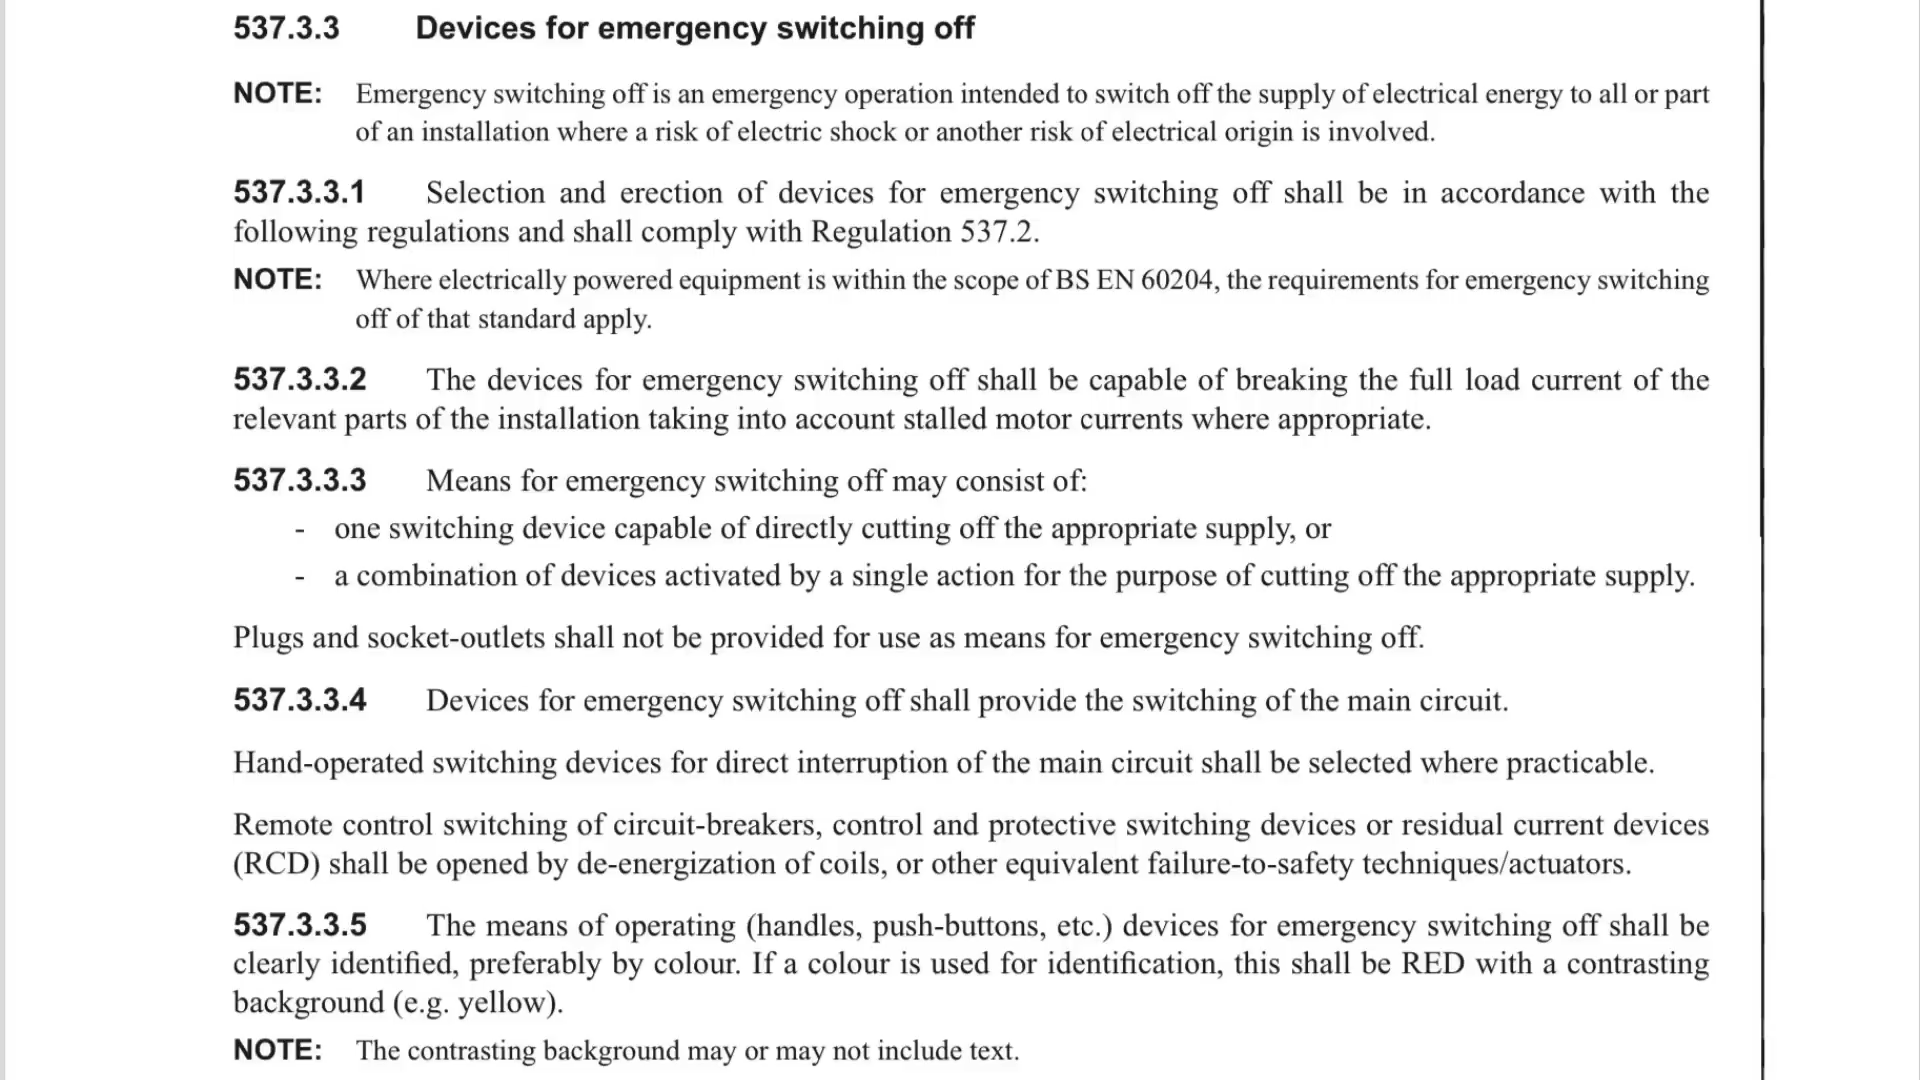 537.3.3 Devices for emergency switching off
NOTE: Emergency switching off is an emergency operation intended to switch off the supply of electrical energy to all or part
of an installation where a risk of electric shock or another risk of electrical origin is involved.
537.3.3.1 Selection and erection of devices for emergency switching off shall be in accordance with the
following regulations and shall comply with Regulation 537.2.
NOTE: Where electrically powered equipment is within the scope of BS EN 60204, the requirements for emergency switching
off of that standard apply.
537.3.3.2 The devices for emergency switching off shall be capable of breaking the full load current of the
relevant parts of the installation taking into account stalled motor currents where appropriate.
537.3.3.3 Means for emergency switching off may consist of:
- one switching device capable of directly cutting off the appropriate supply, or
- a combination of devices activated by a single action for the purpose of cutting off the appropriate supply.
Plugs and socket-outlets shall not be provided for use as means for emergency switching off.
537.3.3.4 Devices for emergency switching off shall provide the switching of the main circuit.
Hand-operated switching devices for direct interruption of the main circuit shall be selected where practicable.
Remote control switching of circuit-breakers, control and protective switching devices or residual current devices
(RCD) shall be opened by de-energization of coils, or other equivalent failure-to-safety techniques/actuators.
537.3.3.5 The means of operating (handles, push-buttons, etc.) devices for emergency switching off shall be
clearly identified, preferably by colour. If a colour is used for identification, this shall be RED with a contrasting
background (e.g. yellow).
NOTE: The contrasting background may or may not include text.